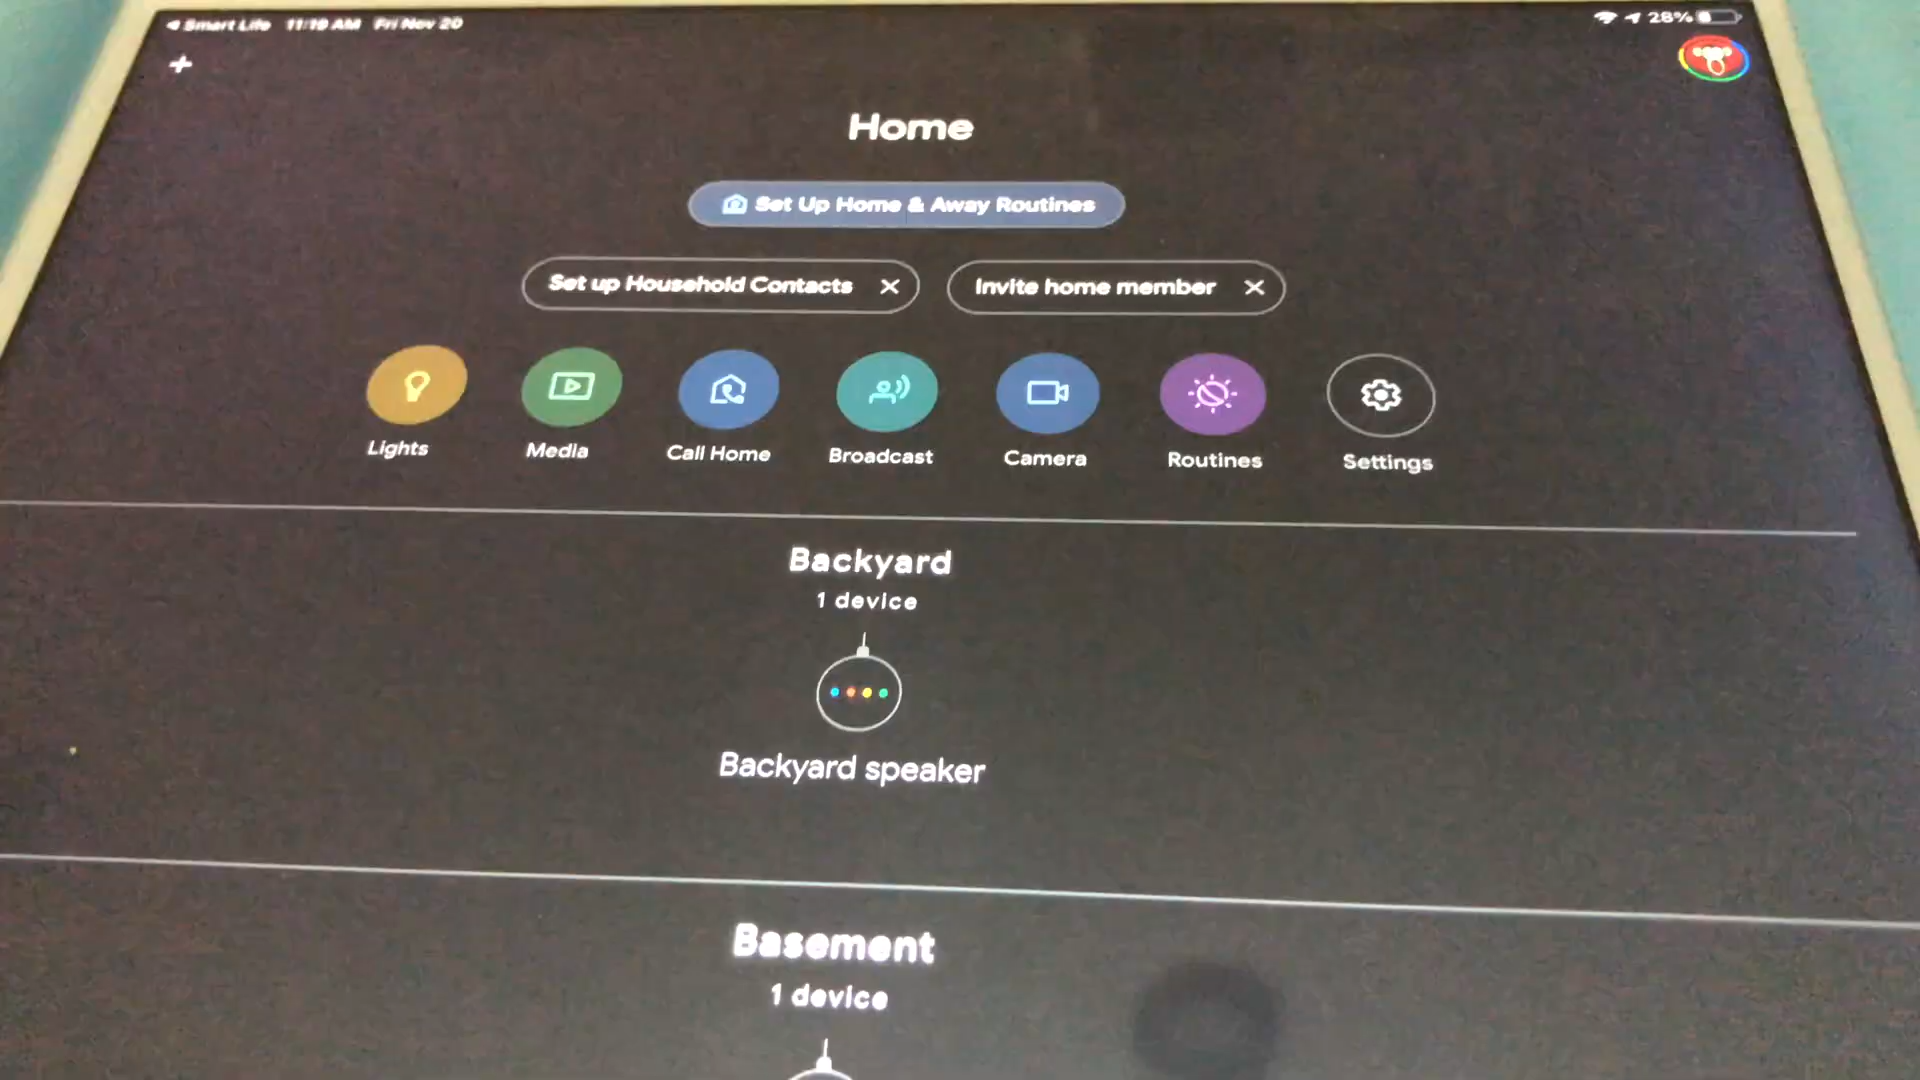 Smart Life 11:19 AM Fri Nov 20 28%
Home
Set Up Home & Away Routines
Set up Household Contacts
Invite home member
Lights Media Call Home Broadcast Camera Routines Settings
Backyard
1 device
Backyard speaker
Basement
1 device